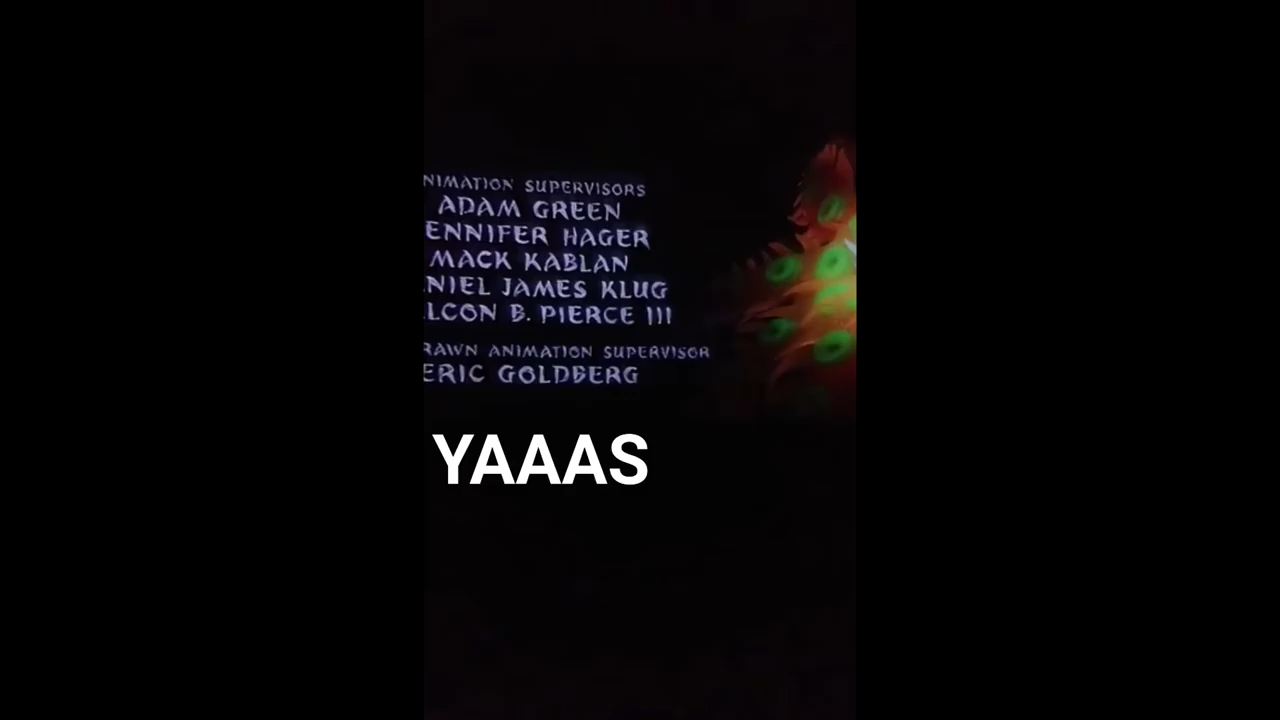 NIMATION SUPERVISORS
ADAM GREEN
ENNIFER HAGER
MACK KABLAN
NIEL JAMES KLUG
LCON B. PIERCE III
RAWN ANIMATION SUPERVISOR
ERIC GOLDBERG
YAAAS